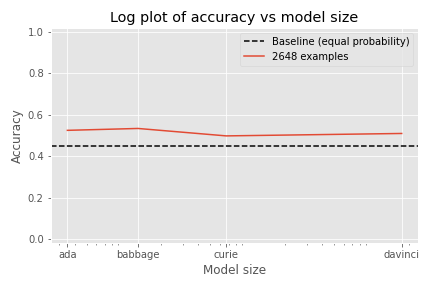 Log plot of accuracy vs model size
1.0
0.8
0.6
0.4
0.2
0.0
Accuracy
Baseline (equal probability)
2648 examples
ada babbage curie davinci
Model size